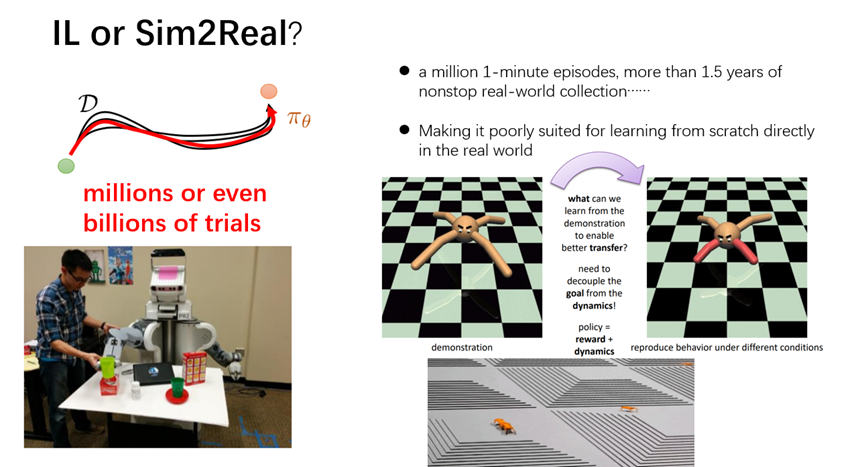 IL or Sim2Real?
𝒟
π_θ
millions or even
billions of trials
● a million 1-minute episodes, more than 1.5 years of
nonstop real-world collection······
● Making it poorly suited for learning from scratch directly
in the real world
what can we
learn from the
demonstration
to enable
better transfer?
need to
decouple the
goal from the
dynamics!
policy =
reward +
dynamics
demonstration
reproduce behavior under different conditions
PR2